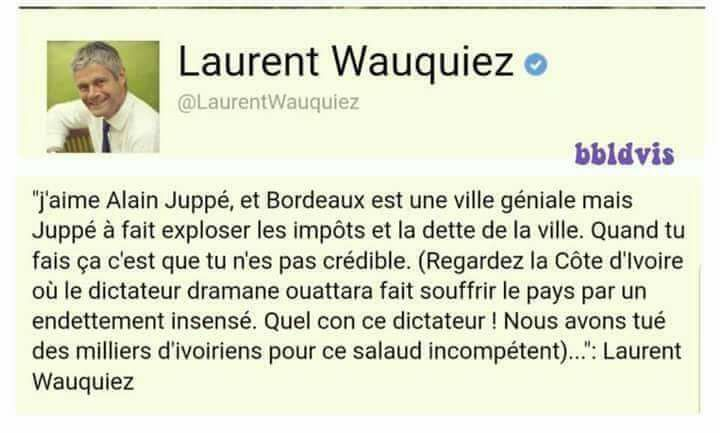 Laurent Wauquiez
@LaurentWauquiez
bbldvis
"j'aime Alain Juppé, et Bordeaux est une ville géniale mais
Juppé à fait exploser les impôts et la dette de la ville. Quand tu
fais ça c'est que tu n'es pas crédible. (Regardez la Côte d'Ivoire
où le dictateur dramane ouattara fait souffrir le pays par un
endettement insensé. Quel con ce dictateur ! Nous avons tué
des milliers d'ivoiriens pour ce salaud incompétent)...": Laurent
Wauquiez